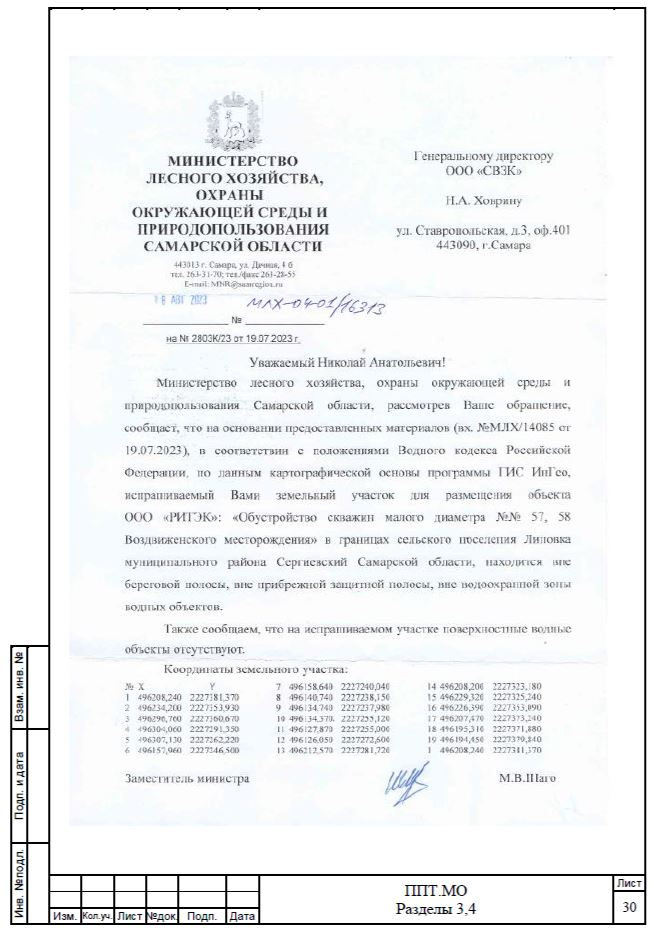 МИНИСТЕРСТВО
ЛЕСНОГО ХОЗЯЙСТВА,
ОХРАНЫ
ОКРУЖАЮЩЕЙ СРЕДЫ И
ПРИРОДОПОЛЬЗОВАНИЯ
САМАРСКОЙ ОБЛАСТИ
443013 г. Самара, ул. Дачная, 4 б
тел. 263-31-70; тел./факс 263-28-55
E-mail: MNR@samregion.ru
18 АВГ 2023 МЛХ-04-01/16313
№
на № 2803К/23 от 19.07.2023 г.
Генеральному директору
ООО «СВЗК»
Н.А. Ховрину
ул. Ставропольская, д.3, оф.401
443090, г.Самара
Уважаемый Николай Анатольевич!
Министерство лесного хозяйства, охраны окружающей среды и
природопользования Самарской области, рассмотрев Ваше обращение,
сообщает, что на основании предоставленных материалов (вх. №МЛХ/14085 от
19.07.2023), в соответствии с положениями Водного кодекса Российской
Федерации, по данным картографической основы программы ГИС ИнГео,
испрашиваемый Вами земельный участок для размещения объекта
ООО «РИТЭК»: «Обустройство скважин малого диаметра №№ 57, 58
Воздвиженского месторождения» в границах сельского поселения Липовка
муниципального района Сергиевский Самарской области, находится вне
береговой полосы, вне прибрежной защитной полосы, вне водоохранной зоны
водных объектов.
Также сообщаем, что на испрашиваемом участке поверхностные водные
объекты отсутствуют.
Координаты земельного участка:
№ X Y 7 496158,640 2227240,040 14 496208,200 2227323,180
1 496208,240 2227381,370 8 496140,740 2227238,150 15 496229,320 2227325,240
2 496234,200 2227353,930 9 496134,740 2227237,980 16 496226,390 2227353,090
3 496296,760 2227360,670 10 496134,370, 2227255,120 17 496207,470 2227373,240
4 496304,060 2227291,350 11 496127,870 2227255,000 18 496195,310 2227371,880
5 496307,130 2227262,220 12 496126,050 2227272,600 19 496194,450 2227379,840
6 496157,960 2227246,500 13 496212,570 2227281,720 1 496208,240 2227381,370
Заместитель министра М.В.Шаго
Взам. инв. №
Подп. и дата
Инв. №подл.
Изм. Кол.уч. Лист №док. Подп. Дата
ППТ.МО
Разделы 3,4
Лист
30